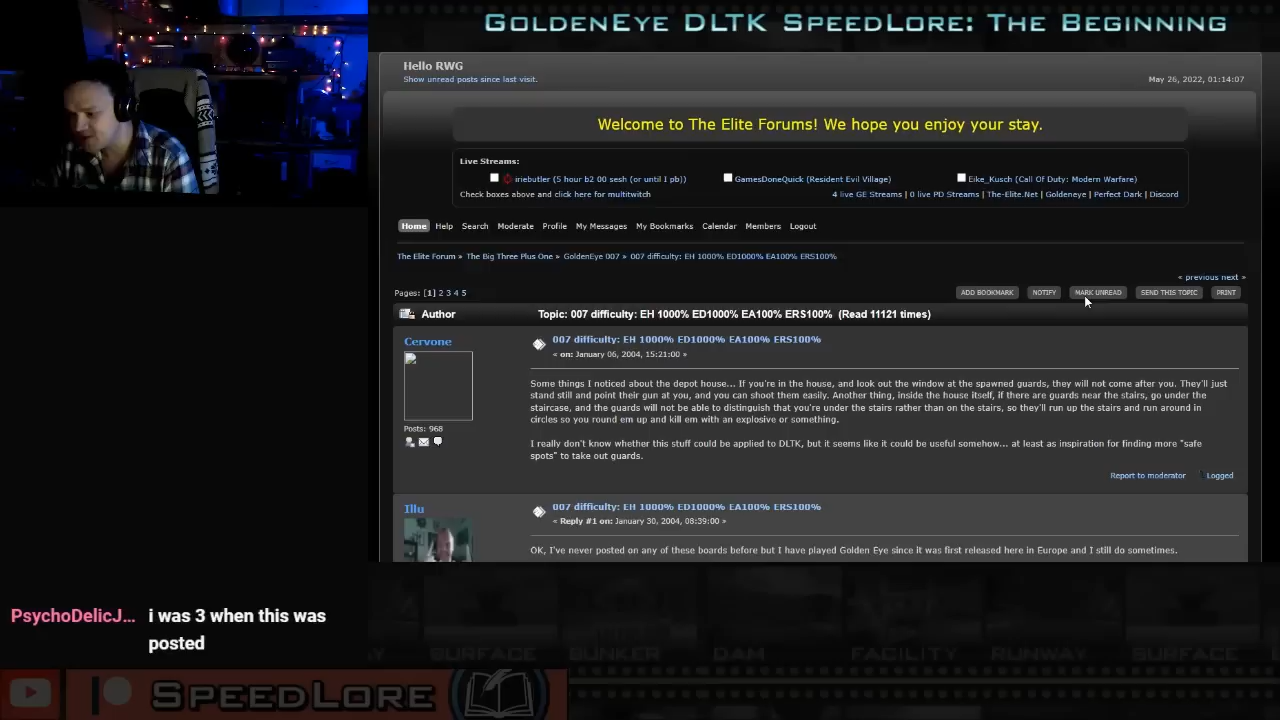 GoldenEye DLTK SpeedLore: The Beginning
Hello RWG
Show unread posts since last visit.
May 26, 2022, 01:14:07
Welcome to The Elite Forums! We hope you enjoy your stay.
Live Streams:
iriebutler (5 hour b2 00 sesh (or until I pb))
GamesDoneQuick (Resident Evil Village)
Eike_Kusch (Call Of Duty: Modern Warfare)
Check boxes above and click here for multitwitch
4 live GE Streams | 0 live PD Streams | The-Elite.Net | Goldeneye | Perfect Dark | Discord
Home Help Search Moderate Profile My Messages My Bookmarks Calendar Members Logout
The Elite Forum » The Big Three Plus One » GoldenEye 007 » 007 difficulty: EH 1000% ED1000% EA100% ERS100%
« previous next »
Pages: [1] 2 3 4 5
ADD BOOKMARK NOTIFY MARK UNREAD SEND THIS TOPIC PRINT
Author Topic: 007 difficulty: EH 1000% ED1000% EA100% ERS100% (Read 11121 times)
Cervone
007 difficulty: EH 1000% ED1000% EA100% ERS100%
« on: January 06, 2004, 15:21:00 »
Some things I noticed about the depot house... If you're in the house, and look out the window at the spawned guards, they will not come after you. They'll just
stand still and point their gun at you, and you can shoot them easily. Another thing, inside the house itself, if there are guards near the stairs, go under the
staircase, and the guards will not be able to distinguish that you're under the stairs rather than on the stairs, so they'll run up the stairs and run around in
circles so you round em up and kill em with an explosive or something.
I really don't know whether this stuff could be applied to DLTK, but it seems like it could be useful somehow... at least as inspiration for finding more "safe
spots" to take out guards.
Posts: 968
Report to moderator Logged
Illu
007 difficulty: EH 1000% ED1000% EA100% ERS100%
« Reply #1 on: January 30, 2004, 08:39:00 »
OK, I've never posted on any of these boards before but I have played Golden Eye since it was first released here in Europe and I still do sometimes.
PsychoDelicJ... i was 3 when this was
posted
SURFACE BUNKER DAM FACILITY RUNWAY SURFACE
SpeedLore